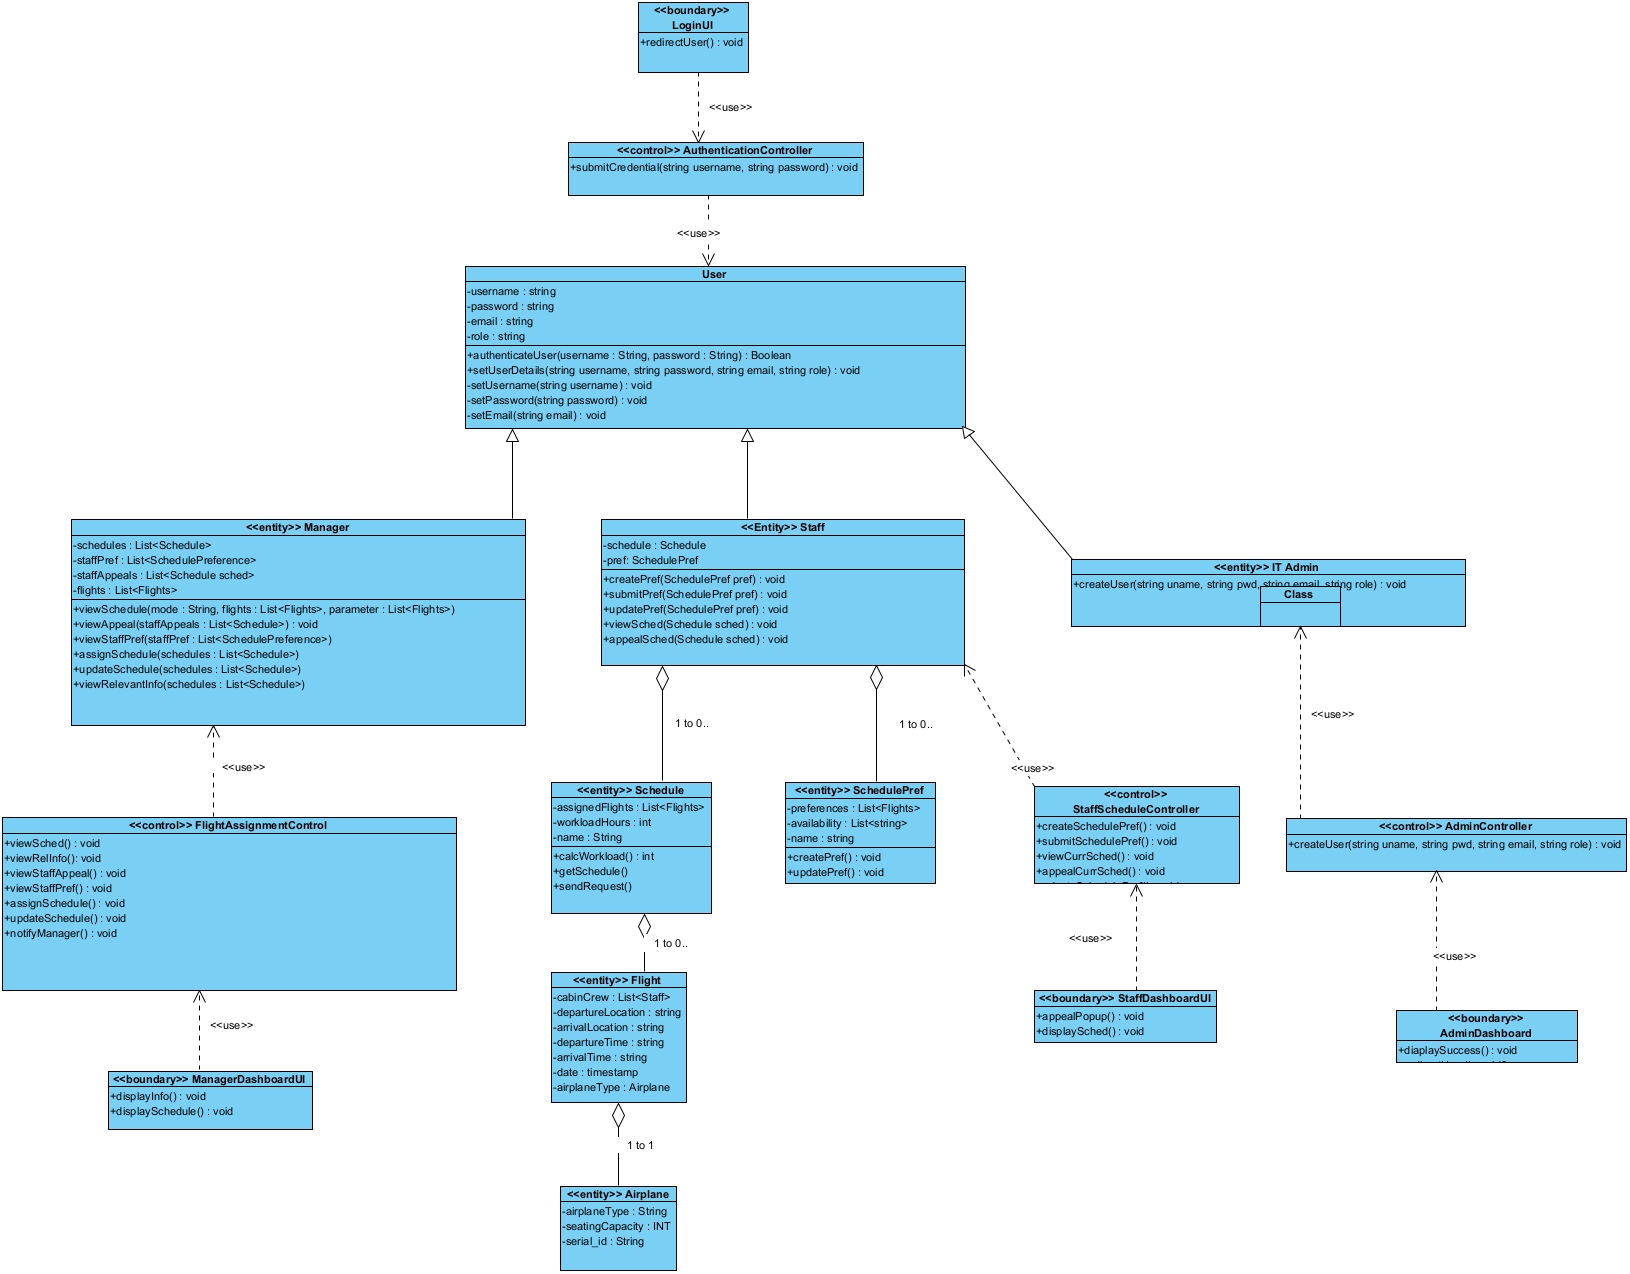 <<boundary>>
LoginUI
+redirectUser() : void
<<use>>
<<control>> AuthenticationController
+submitCredential(string username, string password) : void
<<use>>
User
-username : string
-password : string
-email : string
-role : string
+authenticateUser(username : String, password : String) : Boolean
+setUserDetails(string username, string password, string email, string role) : void
-setUsername(string username) : void
-setPassword(string password) : void
-setEmail(string email) : void
<<entity>> Manager
-schedules : List<Schedule>
-staffPref : List<SchedulePreference>
-staffAppeals : List<Schedule sched>
-flights : List<Flights>
+viewSchedule(mode : String, flights : List<Flights>, parameter : List<Flights>)
+viewAppeal(staffAppeals : List<Schedule>) : void
+viewStaffPref(staffPref : List<SchedulePreference>)
+assignSchedule(schedules : List<Schedule>)
+updateSchedule(schedules : List<Schedule>)
+viewRelevantInfo(schedules : List<Schedule>)
<<Entity>> Staff
-schedule : Schedule
-pref: SchedulePref
+createPref(SchedulePref pref) : void
+submitPref(SchedulePref pref) : void
+updatePref(SchedulePref pref) : void
+viewSched(Schedule sched) : void
+appealSched(Schedule sched) : void
<<entity>> IT Admin
+createUser(string uname, string pwd, string email, string role) : void
Class
<<use>>
1 to 0..
1 to 0..
<<use>>
<<use>>
<<control>> FlightAssignmentControl
+viewSched() : void
+viewRelInfo(): void
+viewStaffAppeal() : void
+viewStaffPref() : void
+assignSchedule() : void
+updateSchedule() : void
+notifyManager() : void
<<entity>> Schedule
-assignedFlights : List<Flights>
-workloadHours : int
-name : String
+calcWorkload() : int
+getSchedule()
+sendRequest()
<<entity>> SchedulePref
-preferences : List<Flights>
-availability : List<string>
-name : string
+createPref() : void
+updatePref() : void
<<control>>
StaffScheduleController
+createSchedulePref() : void
+submitSchedulePref() : void
+viewCurrSched() : void
+appealCurrSched() : void
<<control>> AdminController
+createUser(string uname, string pwd, string email, string role) : void
1 to 0..
<<use>>
<<use>>
<<use>>
<<entity>> Flight
-cabinCrew : List<Staff>
-departureLocation : string
-arrivalLocation : string
-departureTime : string
-arrivalTime : string
-date : timestamp
-airplaneType : Airplane
<<boundary>> StaffDashboardUI
+appealPopup() : void
+displaySched() : void
<<boundary>>
AdminDashboard
+diaplaySuccess() : void
<<boundary>> ManagerDashboardUI
+displayInfo() : void
+displaySchedule() : void
1 to 1
<<entity>> Airplane
-airplaneType : String
-seatingCapacity : INT
-serial_id : String